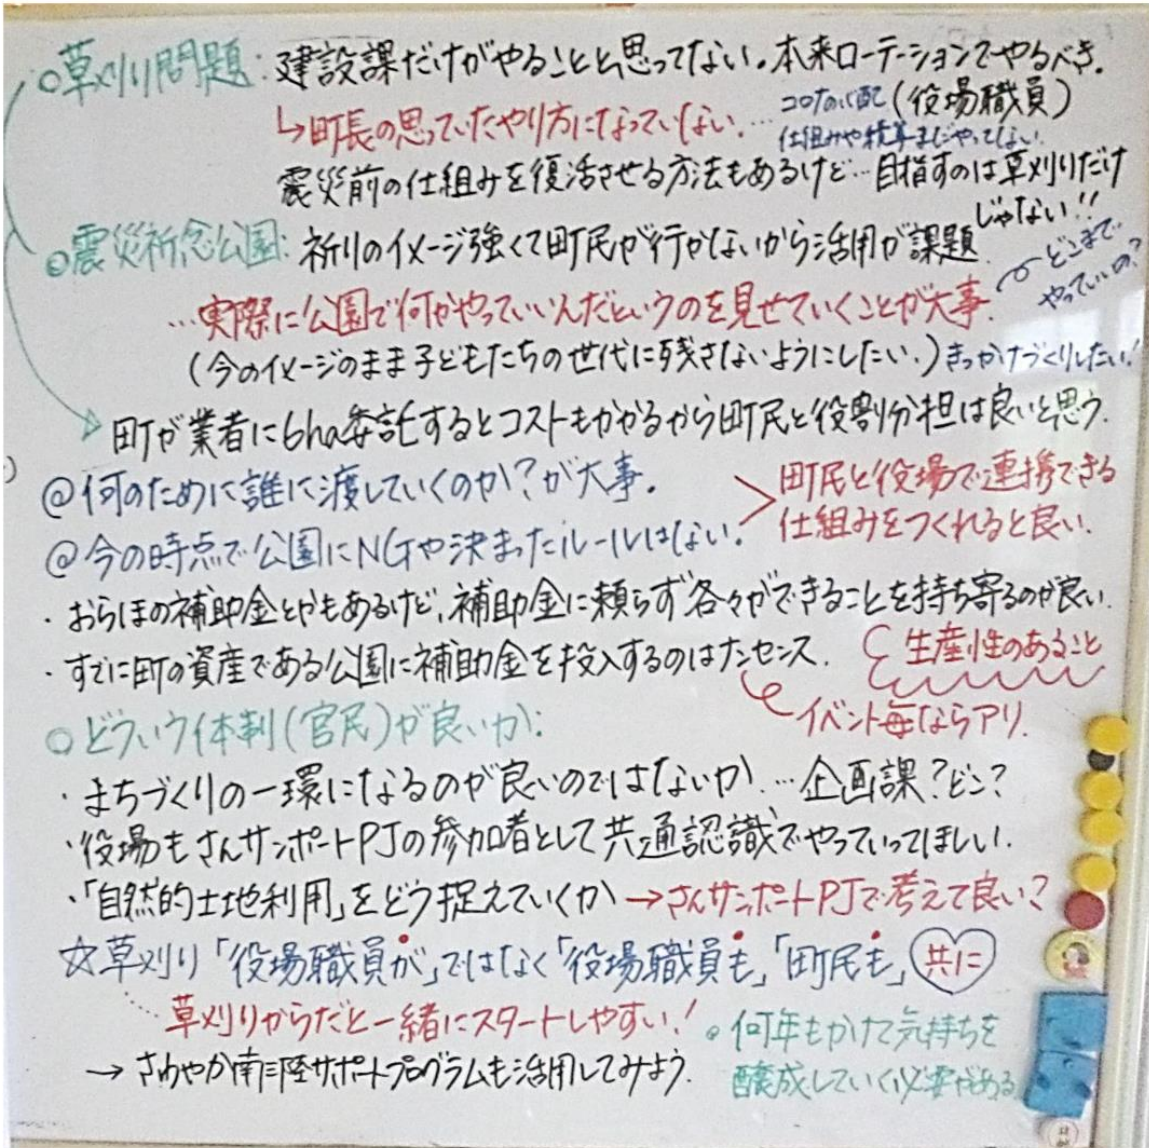 ○草刈り問題：建設課だけがやることと思ってない。本来ローテーションでやるべき。
(役場職員)
↳町長の思っていたやり方になっていない…
コロナの心配
仕組みや積算まじやってしまい
震災前の仕組みを復活させる方法もあるけど…目指すのは草刈りだけ
じゃない!!
◎震災祈念公園：祈りのイメージ強くて町民が行かないから活用が課題
どこまで
やっていいの?
…実際に公園で何かやっていいんだというのを見せていくことが大事.
(今のイメージのまま子どもたちの世代に残さないようにしたい.)きっかけづくりしたい!
町が業者に6ha委託するとコストもかかるから町民と役割分担は良いと思う.
@何のために誰に渡していくのか?が大事。
@今の時点で公園にNGや決まったルールはない.
町民と役場で連携できる
仕組みをつくれると良い.
・おらほの補助金とかもあるけど,補助金に頼らず各々ができることを持ち寄るのが良い.
・すでに町の資産である公園に補助金を投入するのはナンセンス.
生産性のあること
イベント毎ならアリ.
○どういう体制(官民)が良いか:
・まちづくりの一環になるのが良いのではないか…企画課?どこ?
・役場もさんサンポートPJの参加者として共通認識でやっていってほしい.
・「自然的土地利用」をどう捉えていくか→さんサンポートPJで考えて良い?
☆草刈り「役場職員が」ではなく「役場職員も」「町民も」共に
草刈りからだと一緒にスタートしやすい!
→さわやか南三陸サポートプログラムも活用してみよう.
。何年もかけて気持ちを
醸成していく必要がある